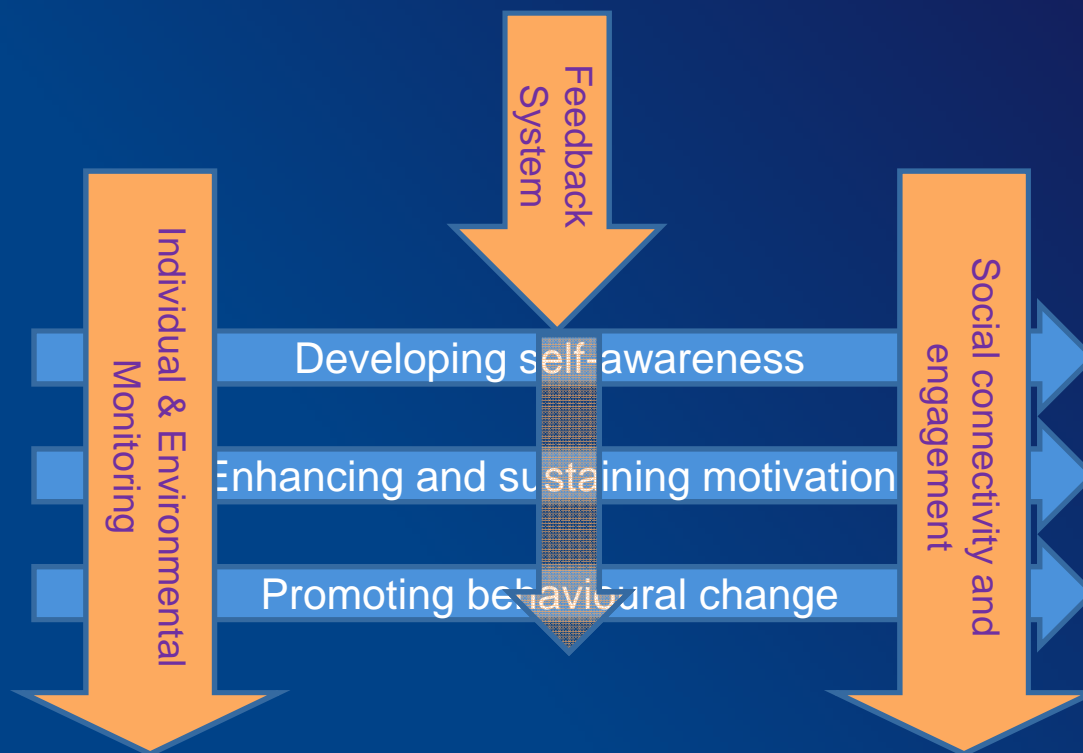 Feedback
System
Individual & Environmental
Monitoring
Social connectivity and
engagement
Developing self-awareness
Enhancing and sustaining motivation
Promoting behavioural change